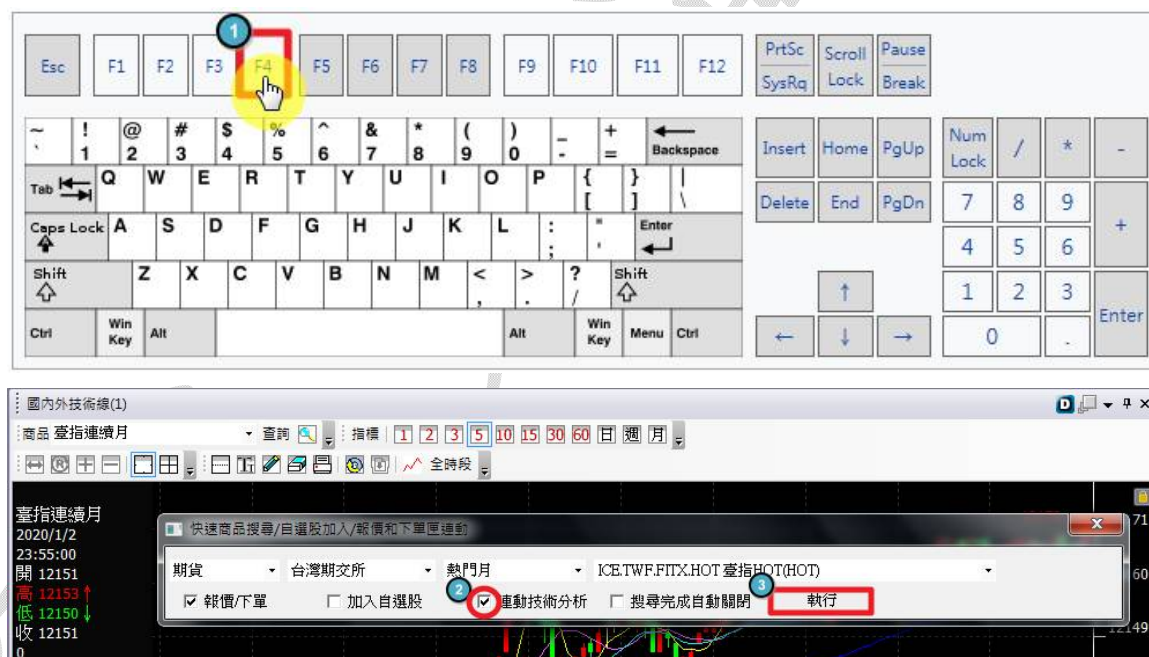 1
Esc F1 F2 F3 F4 F5 F6 F7 F8 F9 F10 F11 F12 PrtSc SysRq Scroll Lock Pause Break
~ ` ! 1 @ 2 # 3 $ 4 % 5 ^ 6 & 7 * 8 ( 9 ) 0 _ - + = Backspace Insert Home PgUp Num Lock / * -
Tab Q W E R T Y U I O P { [ } ] | \ Delete End PgDn 7 8 9 +
Caps Lock A S D F G H J K L : ; " ' Enter 4 5 6
Shift Z X C V B N M < , > . ? / Shift ↑ 1 2 3 Enter
Ctrl Win Key Alt Alt Win Key Menu Ctrl ← ↓ → 0 .
國內外技術線(1)
商品 臺指連續月 查詢 指標 1 2 3 5 10 15 30 60 日 週 月
全時段
臺指連續月
2020/1/2
23:55:00
開 12151
高 12153↑
低 12150↓
收 12151
0
快速商品搜尋/自選股加入/報價和下單匣連動
期貨 台灣期交所 熱門月 ICE.TWF.FITX.HOT 臺指HOT(HOT)
報價/下單 加入自選股 2 連動技術分析 搜尋完成自動關閉 3 執行
71
60
12149